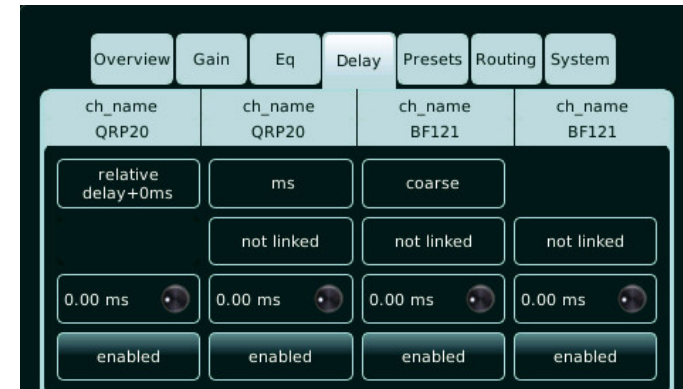 Overview Gain Eq Delay Presets Routing System
ch_name ch_name ch_name ch_name
QRP20 QRP20 BF121 BF121
relative
delay+0ms ms coarse
not linked not linked not linked
0.00 ms 0.00 ms 0.00 ms 0.00 ms
enabled enabled enabled enabled